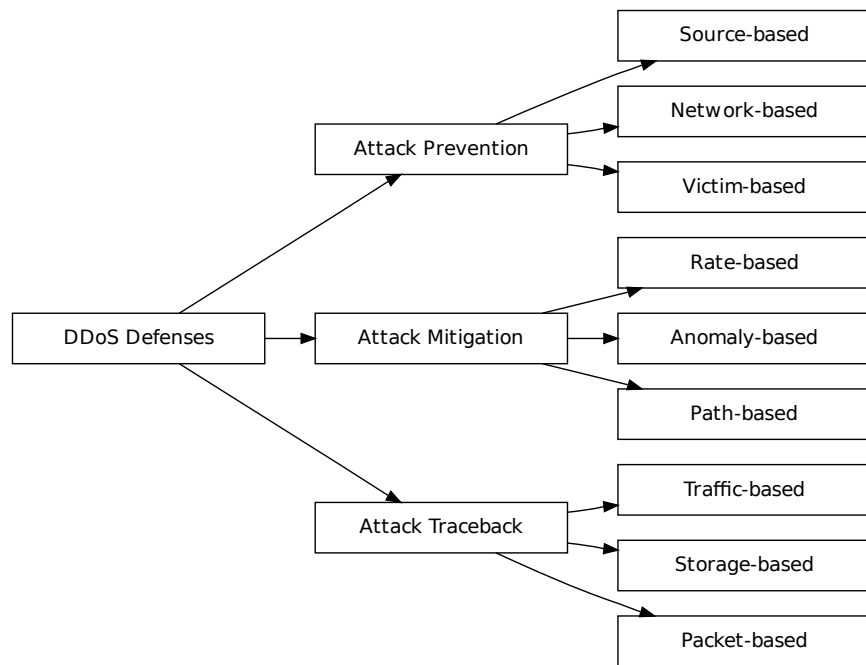 Source-based
Network-based
Attack Prevention
Victim-based
Rate-based
DDoS Defenses
Attack Mitigation
Anomaly-based
Path-based
Traffic-based
Attack Traceback
Storage-based
Packet-based